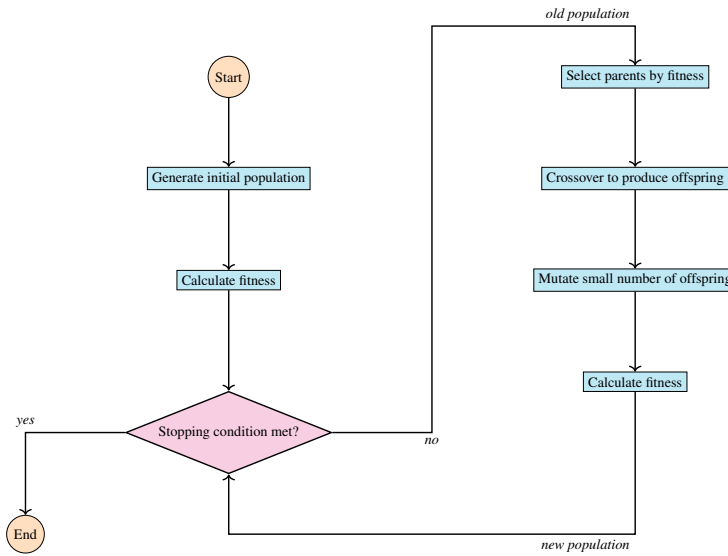 old population
Start
Select parents by fitness
Generate initial population
Crossover to produce offspring
Calculate fitness
Mutate small number of offspring
Calculate fitness
yes
Stopping condition met?
no
End
new population